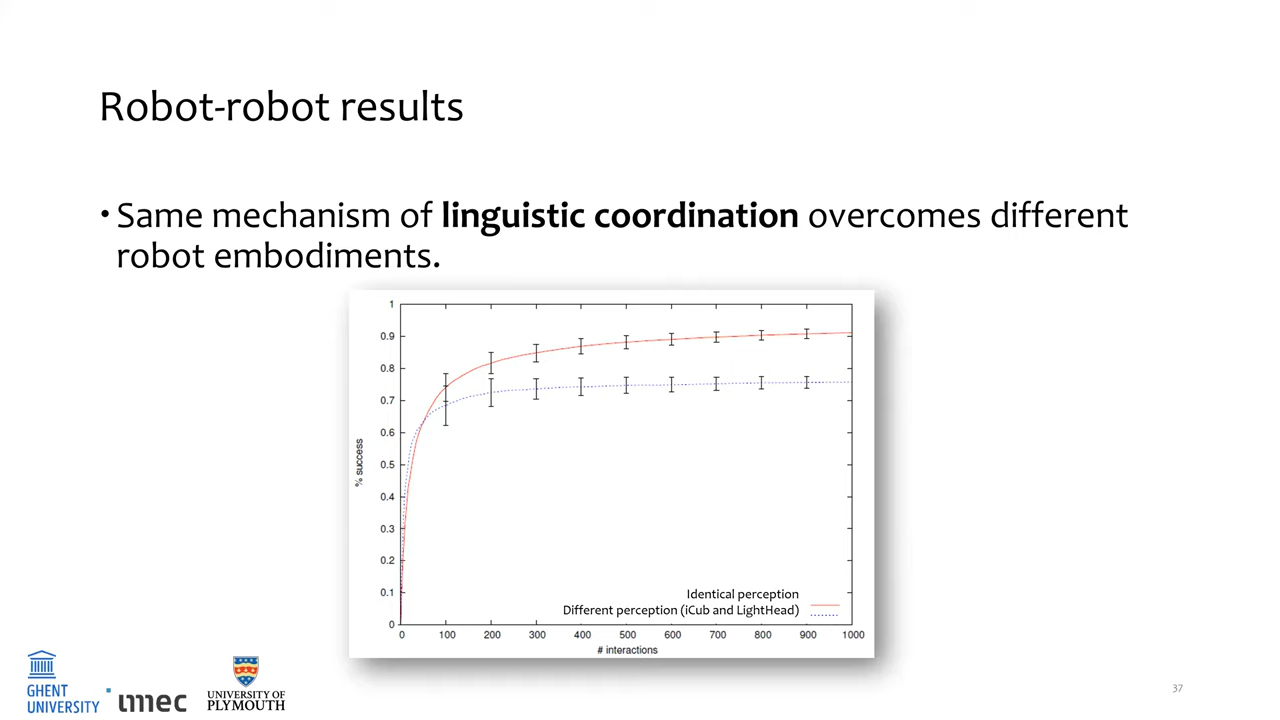 Robot-robot results
• Same mechanism of linguistic coordination overcomes different
robot embodiments.
1
0.9
0.8
0.7
0.6
0.5
0.4
0.3
0.2
0.1
0
% success
Identical perception
Different perception (iCub and LightHead)
0 100 200 300 400 500 600 700 800 900 1000
# interactions
GHENT
UNIVERSITY
imec
UNIVERSITY OF
PLYMOUTH
37